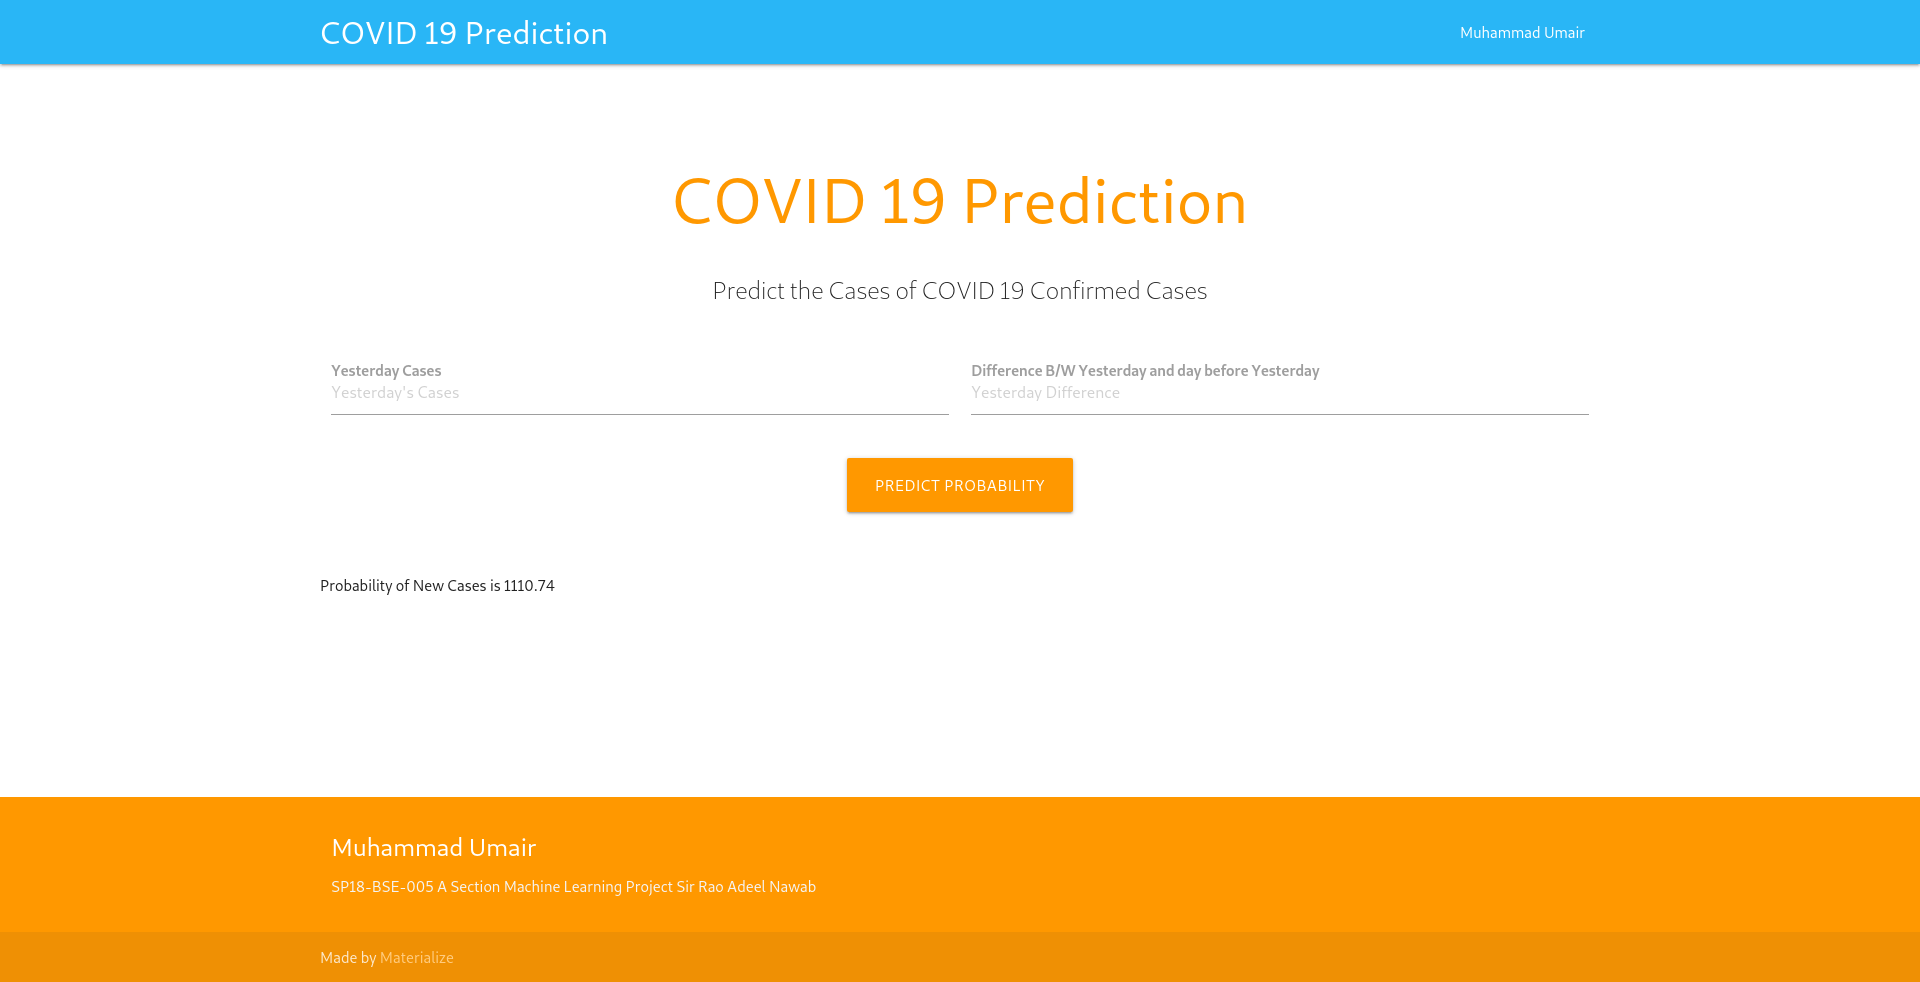 COVID 19 Prediction
Muhammad Umair
COVID 19 Prediction
Predict the Cases of COVID 19 Confirmed Cases
Yesterday Cases
Yesterday's Cases
Difference B/W Yesterday and day before Yesterday
Yesterday Difference
PREDICT PROBABILITY
Probability of New Cases is 1110.74
Muhammad Umair
SP18-BSE-005 A Section Machine Learning Project Sir Rao Adeel Nawab
Made by Materialize